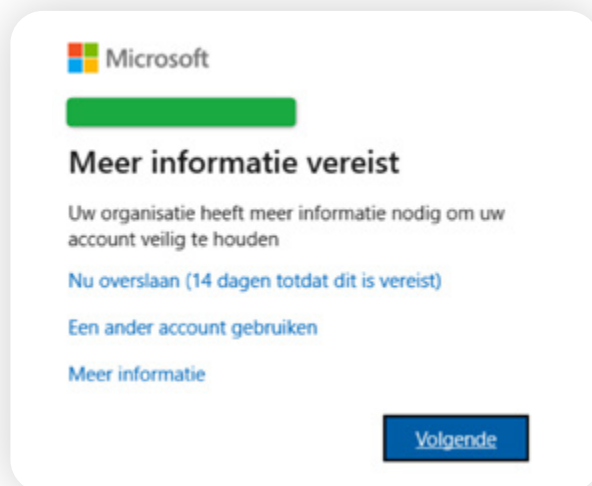 Microsoft
Meer informatie vereist
Uw organisatie heeft meer informatie nodig om uw
account veilig te houden
Nu overslaan (14 dagen totdat dit is vereist)
Een ander account gebruiken
Meer informatie
Volgende